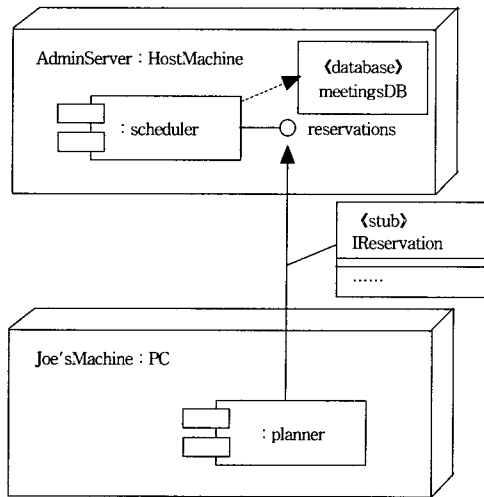 AdminServer : HostMachine
《database》
meetingsDB
: scheduler
reservations
《stub》
IReservation
……
Joe'sMachine : PC
: planner